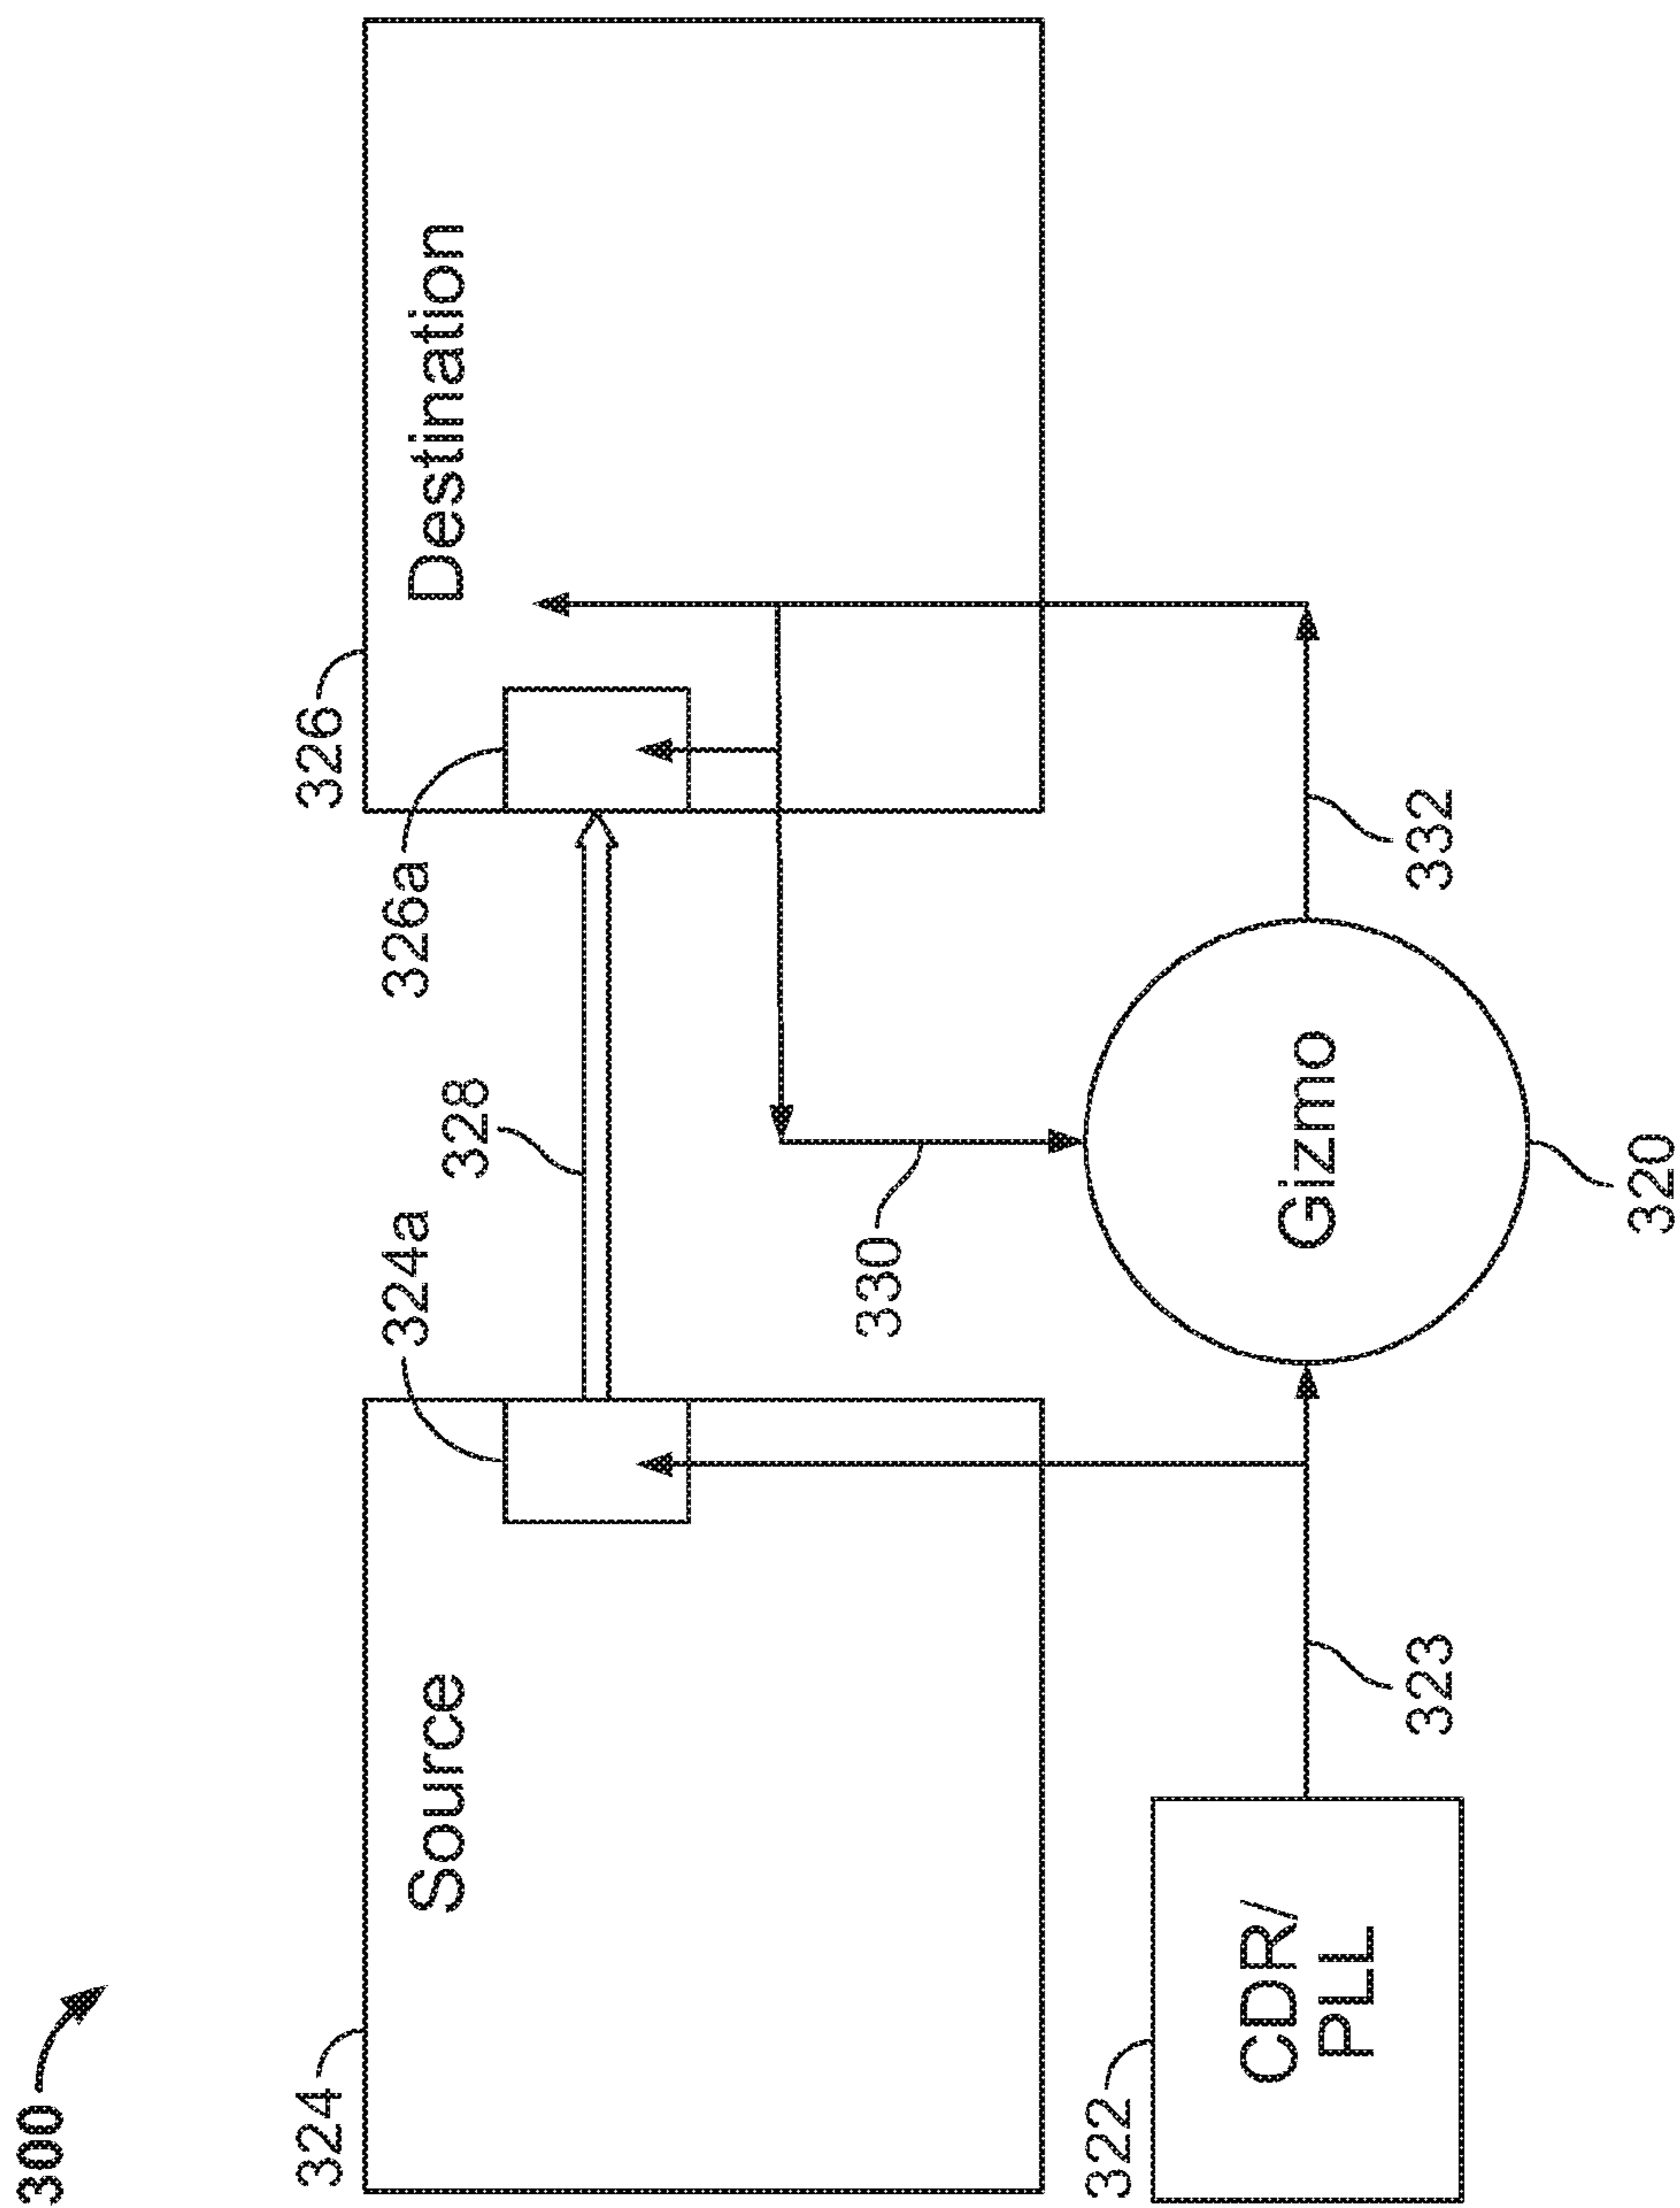 300
324
Source
324a
328
326a
326
Destination
330
322
CDR/
PLL
323
Gizmo
320
332